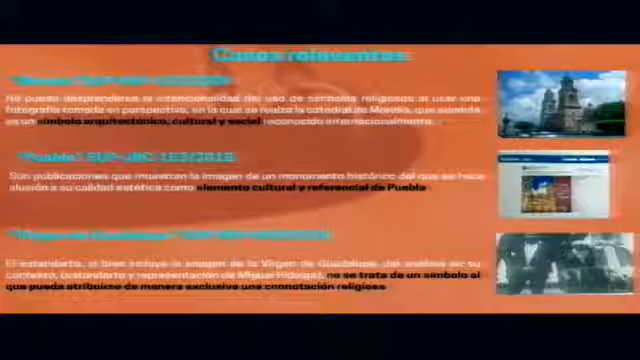 Casos relevantes
No puede desprenderse la intencionalidad del uso de símbolos religiosos al usar una
fotografía tomada en perspectiva, en la cual se realza la catedral de Morelia, que además
es un símbolo arquitectónico, cultural y social reconocido internacionalmente.
"Puebla" SUP-JRC-163/2018
Son publicaciones que muestran la imagen de un monumento histórico del que se hace
alusión a su calidad estética como elemento cultural y referencial de Puebla
El estandarte, si bien incluye la imagen de la Virgen de Guadalupe, del análisis de su
contexto, (estandarte y representación de Miguel Hidalgo), no se trata de un símbolo al
que pueda atribuirse de manera exclusiva una connotación religiosa